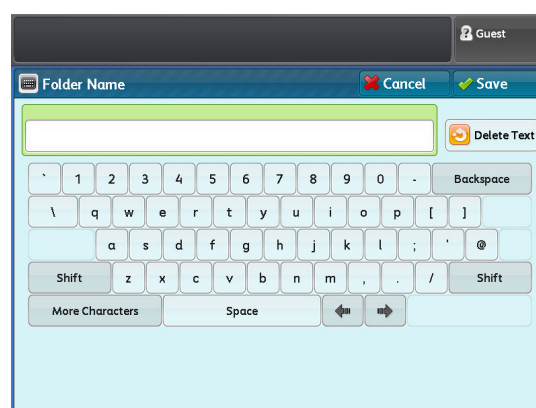 Guest
Folder Name Cancel Save
Delete Text
` 1 2 3 4 5 6 7 8 9 0 - Backspace
\ q w e r t y u i o p [ ]
a s d f g h j k l ; ' @
Shift z x c v b n m , . / Shift
More Characters Space